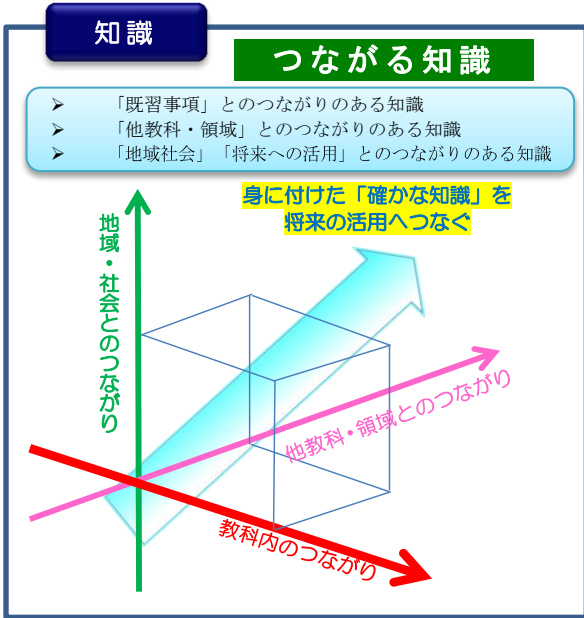 知識
つながる知識
➢ 「既習事項」とのつながりのある知識
➢ 「他教科・領域」とのつながりのある知識
➢ 「地域社会」「将来への活用」とのつながりのある知識
身に付けた「確かな知識」を
将来の活用へつなぐ
地域・社会とのつながり
他教科・領域とのつながり
教科内のつながり